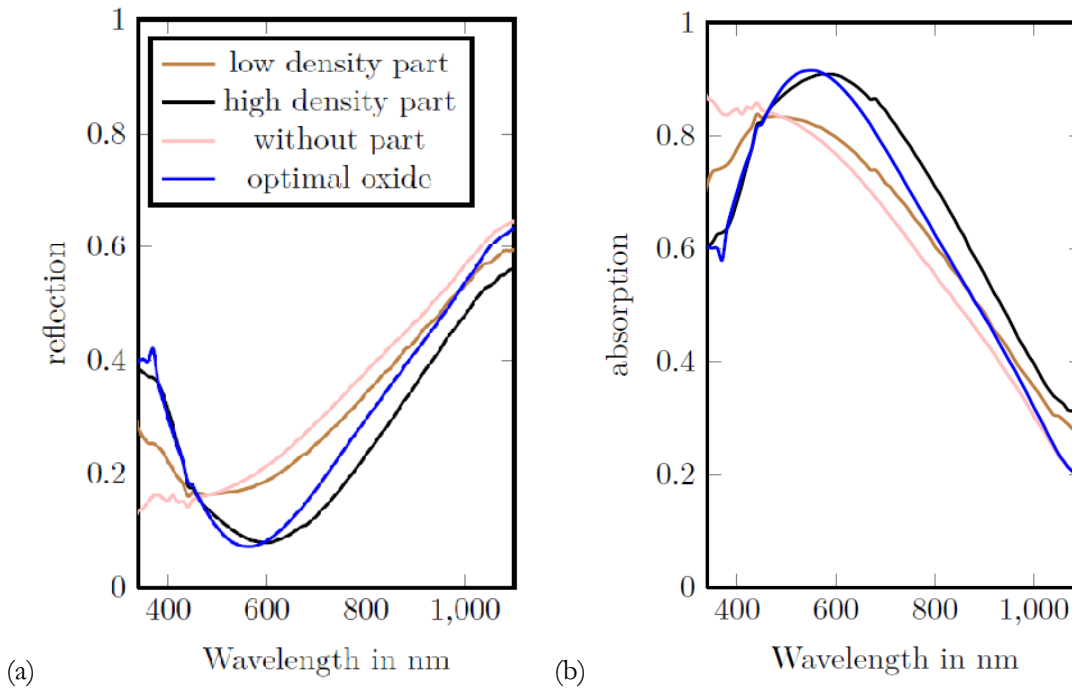 1
0.8
0.6
0.4
0.2
0
reflection
low density part
high density part
without part
optimal oxide
400 600 800 1,000
Wavelength in nm
(a)
1
0.8
0.6
0.4
0.2
0
absorption
400 600 800 1,000
Wavelength in nm
(b)